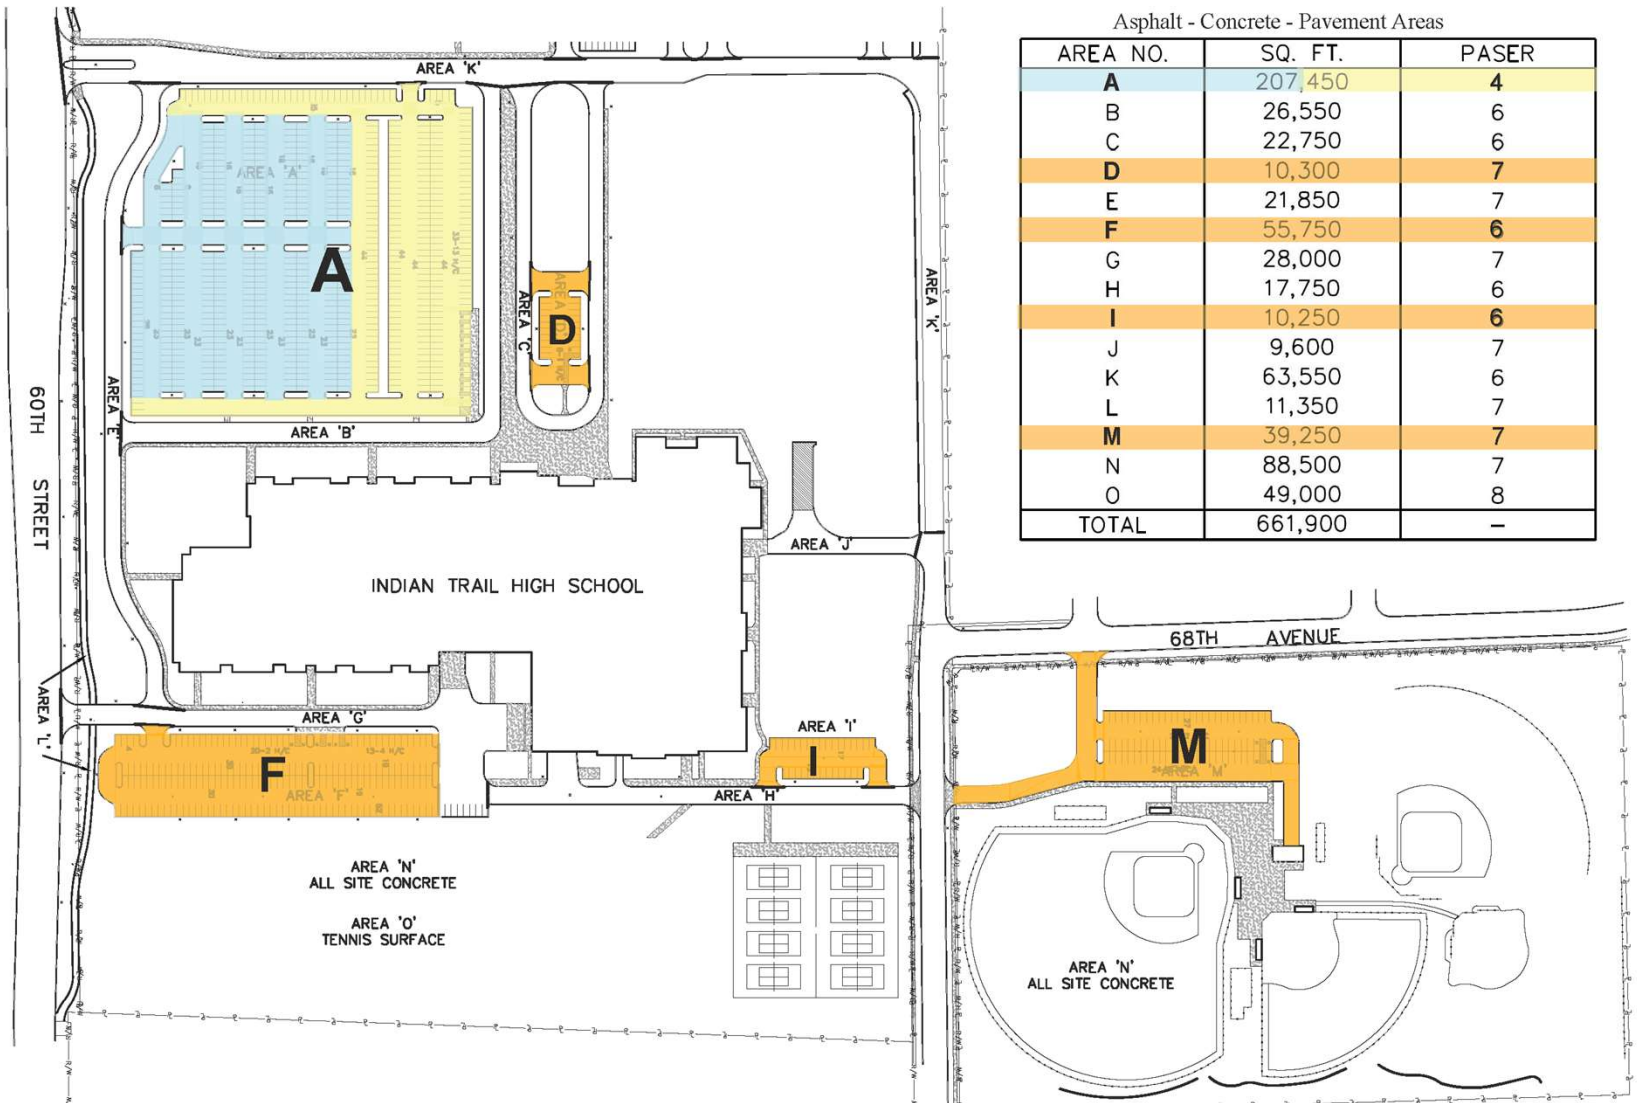 Asphalt - Concrete - Pavement Areas
AREA NO. SQ. FT. PASER
A 207,450 4
B 26,550 6
C 22,750 6
D 10,300 7
E 21,850 7
F 55,750 6
G 28,000 7
H 17,750 6
I 10,250 6
J 9,600 7
K 63,550 6
L 11,350 7
M 39,250 7
N 88,500 7
O 49,000 8
TOTAL 661,900 –
AREA 'K'
AREA 'A'
A
AREA 'K'
AREA 'C'
D
AREA 'E'
AREA 'B'
60TH STREET
AREA 'J'
INDIAN TRAIL HIGH SCHOOL
68TH AVENUE
AREA 'L'
AREA 'G'
AREA 'I'
20-2 H/C
13-4 H/C
F
AREA 'F'
I
M
AREA 'M'
AREA 'H'
AREA 'N'
ALL SITE CONCRETE
AREA 'O'
TENNIS SURFACE
AREA 'N'
ALL SITE CONCRETE